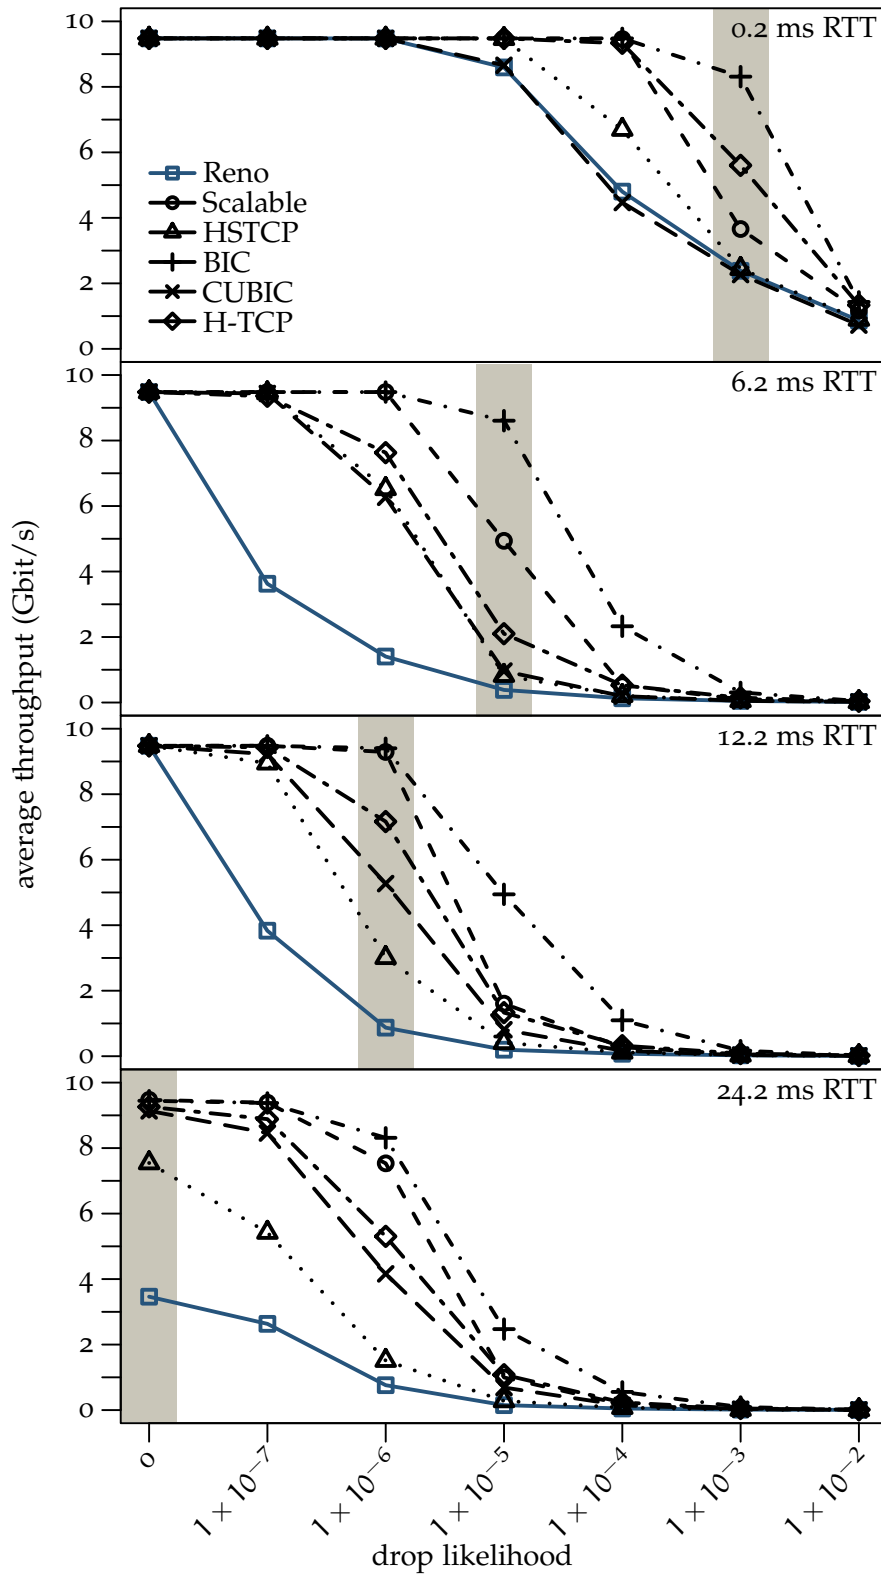 10
8
6
4
2
0
0.2 ms RTT
Reno
Scalable
HSTCP
BIC
CUBIC
H-TCP
10
8
6
4
2
0
6.2 ms RTT
average throughput (Gbit/s)
10
8
6
4
2
0
12.2 ms RTT
10
8
6
4
2
0
24.2 ms RTT
0
1 × 10⁻⁷
1 × 10⁻⁶
1 × 10⁻⁵
1 × 10⁻⁴
1 × 10⁻³
1 × 10⁻²
drop likelihood